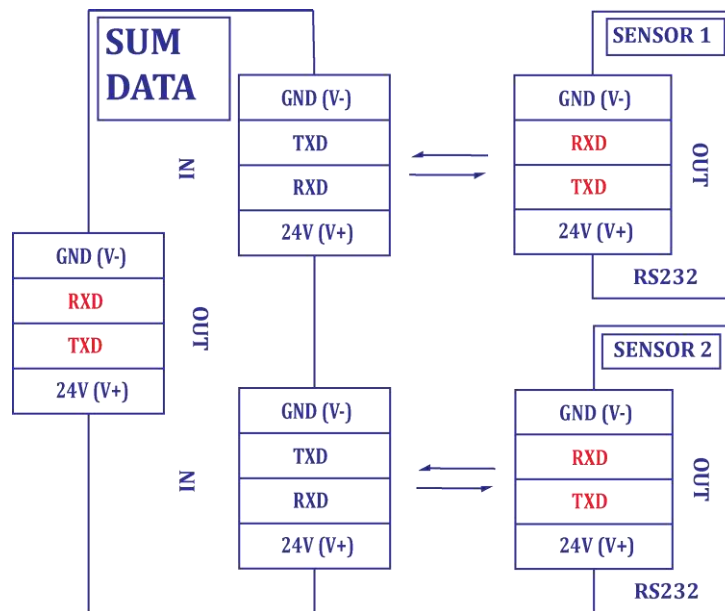 SUM
DATA
GND (V-)
RXD
TXD
24V (V+)
OUT
IN
GND (V-)
TXD
RXD
24V (V+)
IN
GND (V-)
TXD
RXD
24V (V+)
SENSOR 1
GND (V-)
RXD
TXD
24V (V+)
OUT
RS232
SENSOR 2
GND (V-)
RXD
TXD
24V (V+)
OUT
RS232